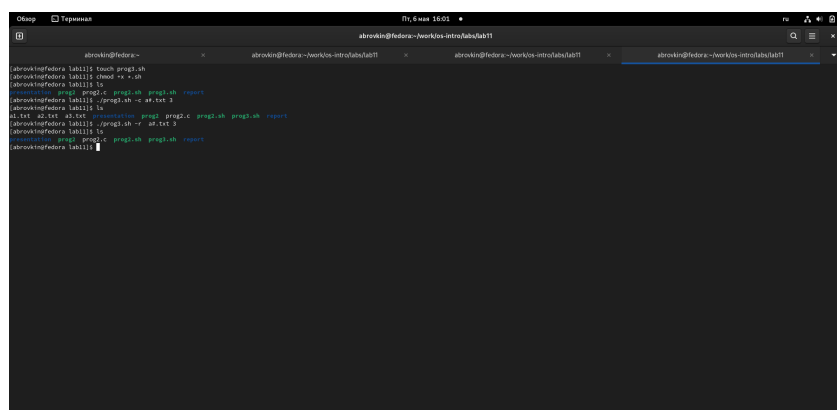 Обзор Терминал Пт, 6 мая 16:01 ru
abrovkin@fedora:~/work/os-intro/labs/lab11
abrovkin@fedora:~ abrovkin@fedora:~/work/os-intro/labs/lab11 abrovkin@fedora:~/work/os-intro/labs/lab11 abrovkin@fedora:~/work/os-intro/labs/lab11
[abrovkin@fedora lab11]$ touch prog3.sh
[abrovkin@fedora lab11]$ chmod +x *.sh
[abrovkin@fedora lab11]$ ls
presentation prog2 prog2.c prog2.sh prog3.sh report
[abrovkin@fedora lab11]$ ./prog3.sh -c a#.txt 3
[abrovkin@fedora lab11]$ ls
a1.txt a2.txt a3.txt presentation prog2 prog2.c prog2.sh prog3.sh report
[abrovkin@fedora lab11]$ ./prog3.sh -r a#.txt 3
[abrovkin@fedora lab11]$ ls
presentation prog2 prog2.c prog2.sh prog3.sh report
[abrovkin@fedora lab11]$